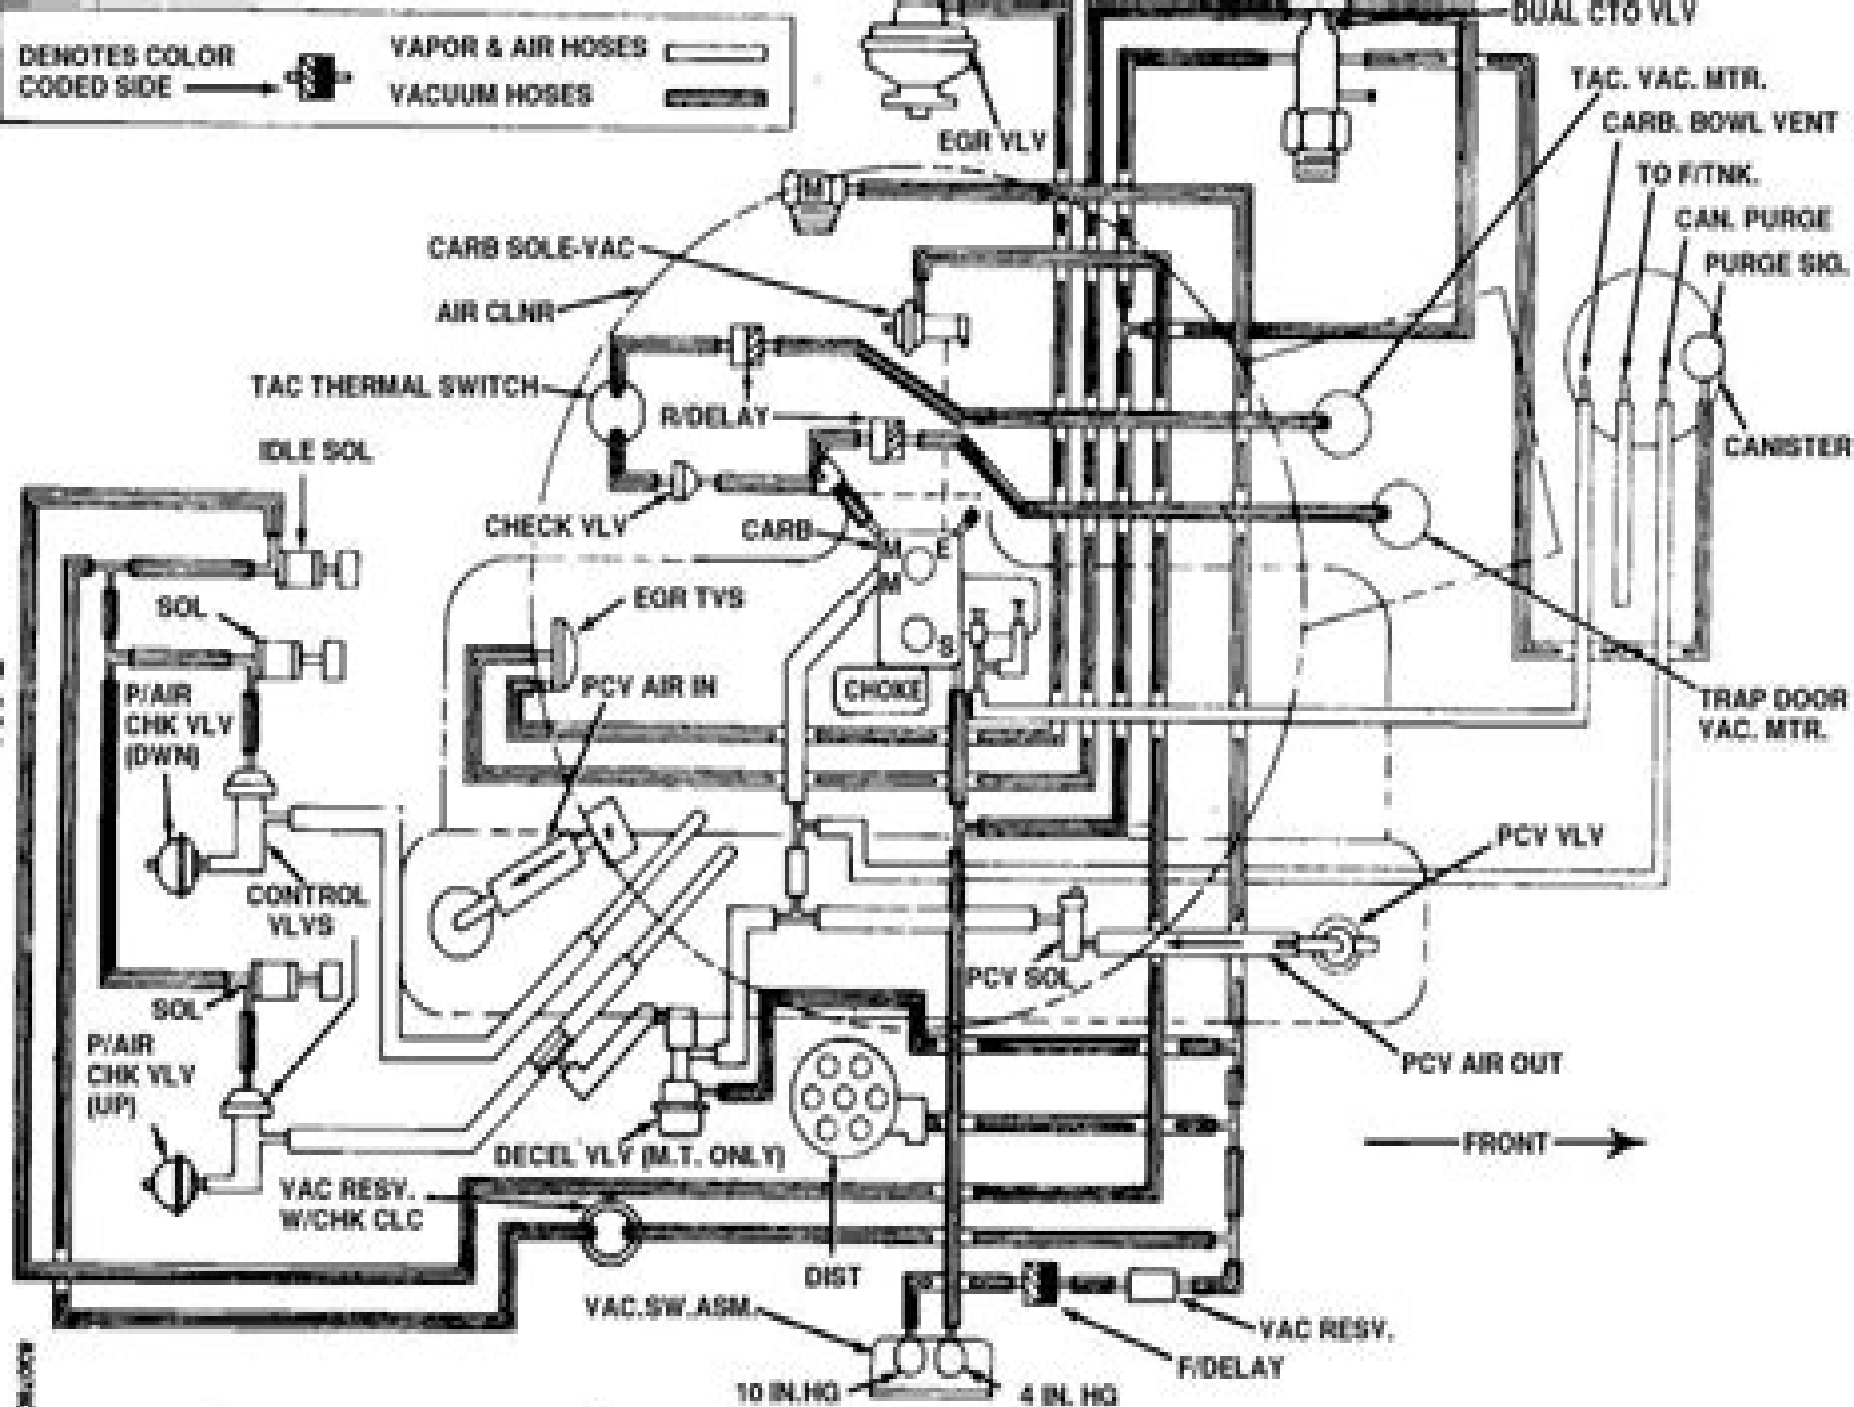 DENOTES COLOR
CODED SIDE
VAPOR & AIR HOSES
VACUUM HOSES
DUAL CTO VLV
TAC. VAC. MTR.
CARB. BOWL VENT
EGR VLV
TO F/TNK.
M
CAN. PURGE
CARB SOLE-VAC
PURGE SIG.
AIR CLNR
TAC THERMAL SWITCH
R/DELAY
IDLE SOL
CANISTER
CHECK VLV
CARB
M
E
M
EGR TVS
SOL
S
P/AIR
CHK VLV
(DWN)
PCV AIR IN
CHOKE
TRAP DOOR
VAC. MTR.
PCV VLV
CONTROL
VLVS
PCV SOL
SOL
P/AIR
CHK VLV
(UP)
PCV AIR OUT
FRONT
DECEL VLV (M.T. ONLY)
VAC RESV.
W/CHK CLC
DIST
VAC.SW.ASM.
VAC RESV.
F/DELAY
10 IN.HG
4 IN. HG